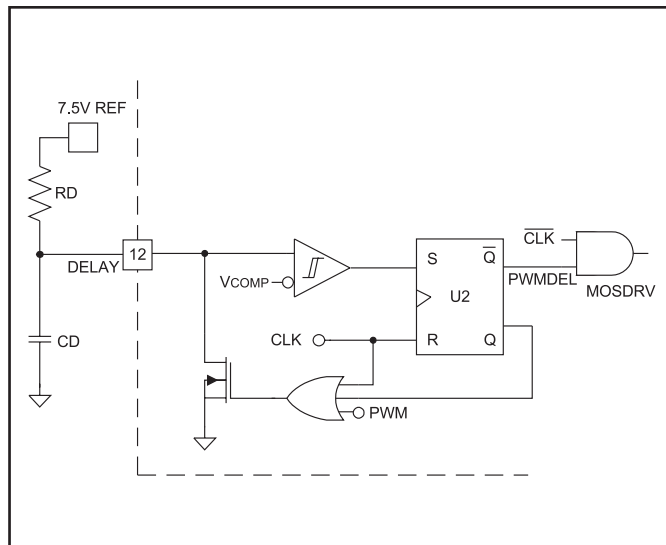 7.5V REF
RD
12
DELAY
CD
VCOMP
CLK
S
Q
U2
R
Q
CLK
PWMDEL
MOSDRV
PWM